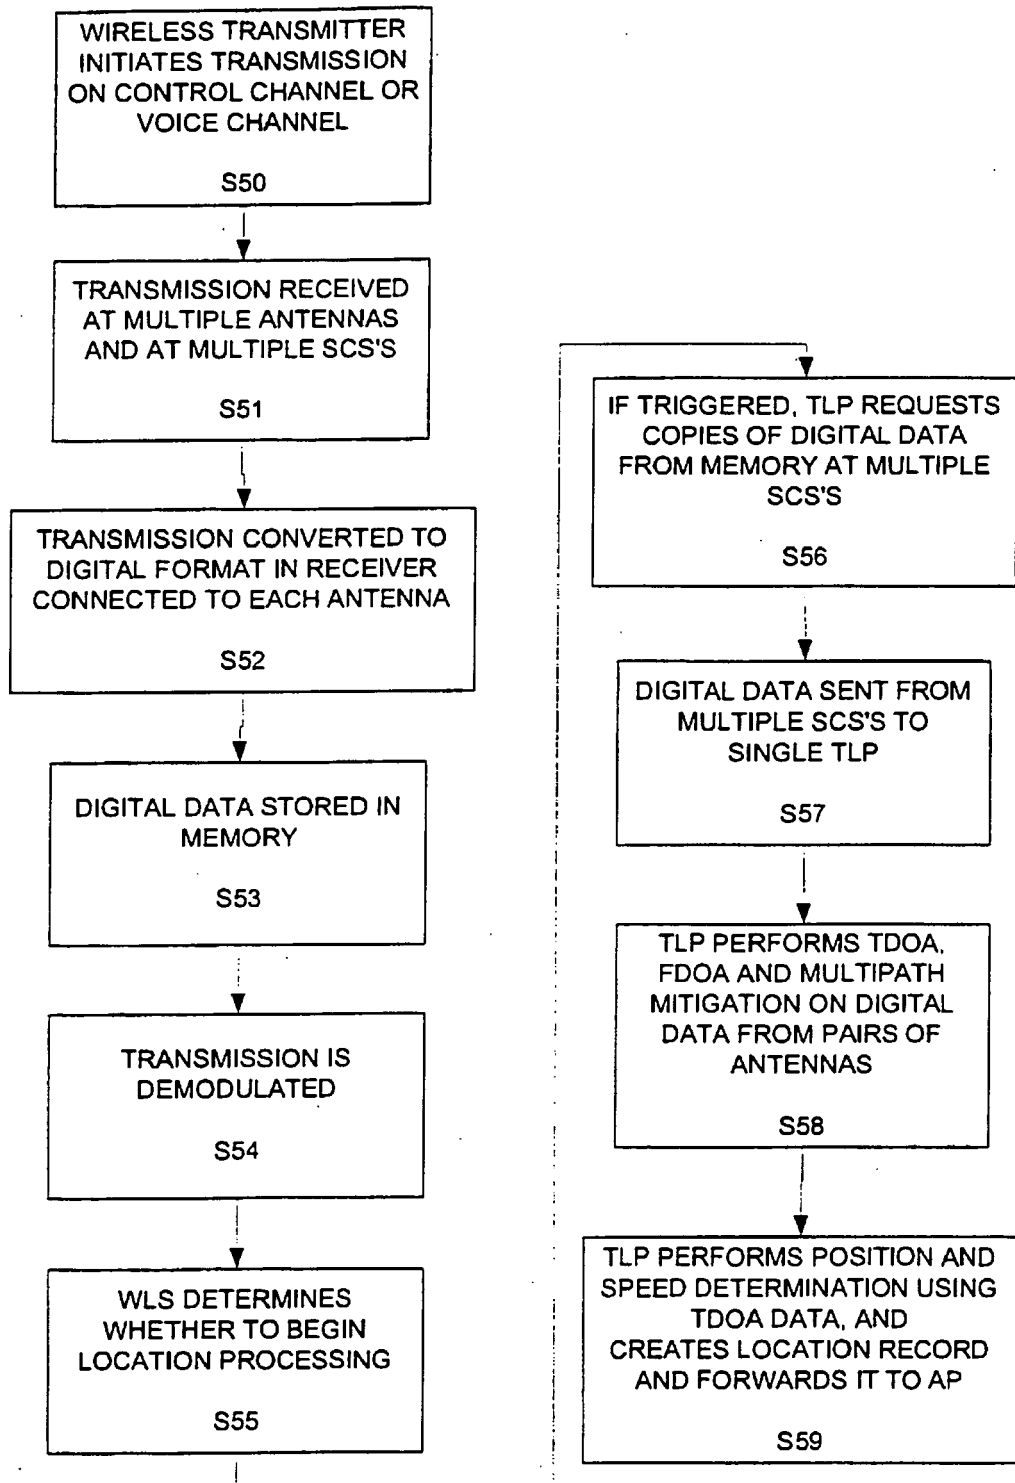 WIRELESS TRANSMITTER
INITIATES TRANSMISSION
ON CONTROL CHANNEL OR
VOICE CHANNEL
S50
TRANSMISSION RECEIVED
AT MULTIPLE ANTENNAS
AND AT MULTIPLE SCS'S
S51
TRANSMISSION CONVERTED TO
DIGITAL FORMAT IN RECEIVER
CONNECTED TO EACH ANTENNA
S52
DIGITAL DATA STORED IN
MEMORY
S53
TRANSMISSION IS
DEMODULATED
S54
WLS DETERMINES
WHETHER TO BEGIN
LOCATION PROCESSING
S55
IF TRIGGERED, TLP REQUESTS
COPIES OF DIGITAL DATA
FROM MEMORY AT MULTIPLE
SCS'S
S56
DIGITAL DATA SENT FROM
MULTIPLE SCS'S TO
SINGLE TLP
S57
TLP PERFORMS TDOA,
FDOA AND MULTIPATH
MITIGATION ON DIGITAL
DATA FROM PAIRS OF
ANTENNAS
S58
TLP PERFORMS POSITION AND
SPEED DETERMINATION USING
TDOA DATA, AND
CREATES LOCATION RECORD
AND FORWARDS IT TO AP
S59